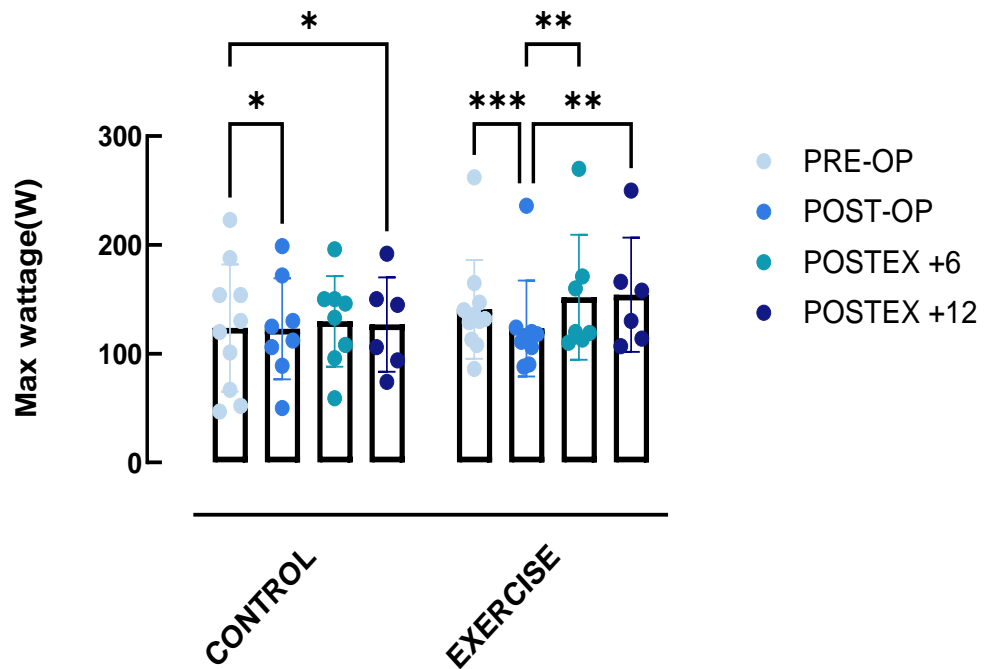 *
**
*
***
**
Max wattage(W)
300
200
100
0
PRE-OP
POST-OP
POSTEX +6
POSTEX +12
CONTROL
EXERCISE